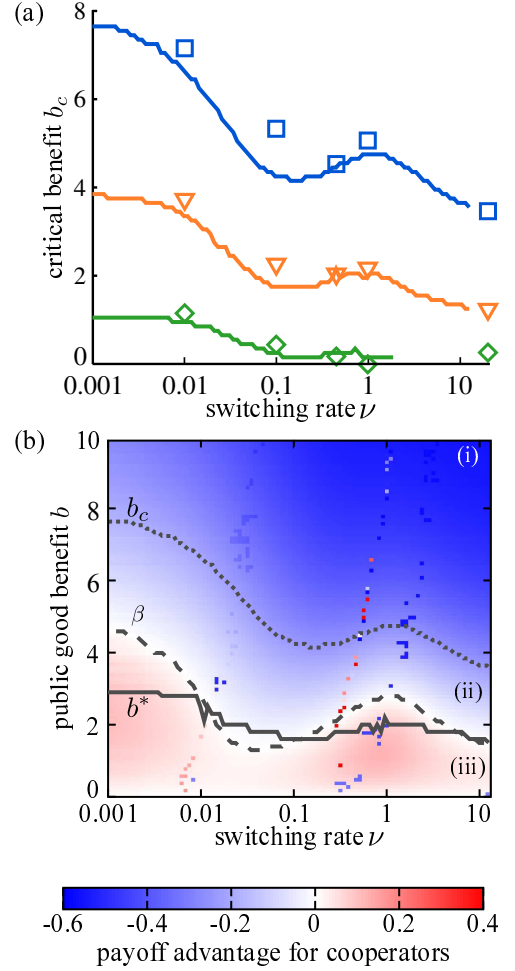 (a)
critical benefit b_c
8
6
4
2
0
0.001 0.01 0.1 1 10
switching rate ν
(b)
public good benefit b
10
8
6
4
2
0
(i)
b_c
β
(ii)
b*
(iii)
0.001 0.01 0.1 1 10
switching rate ν
-0.6 -0.4 -0.2 0 0.2 0.4
payoff advantage for cooperators